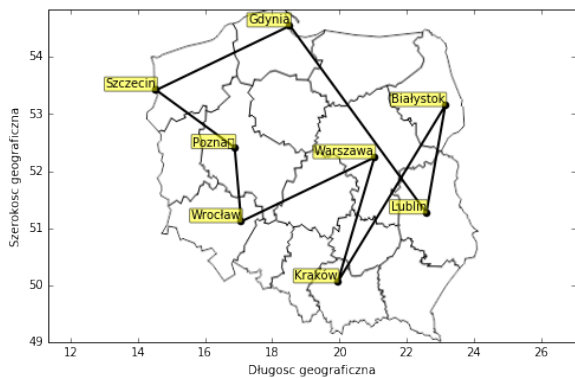 54
53
52
51
50
49
Szerokosc geograficzna
Gdynia
Szczecin
Białystok
Poznań
Warszawa
Wrocław
Lublin
Kraków
12 14 16 18 20 22 24 26
Długosc geograficzna